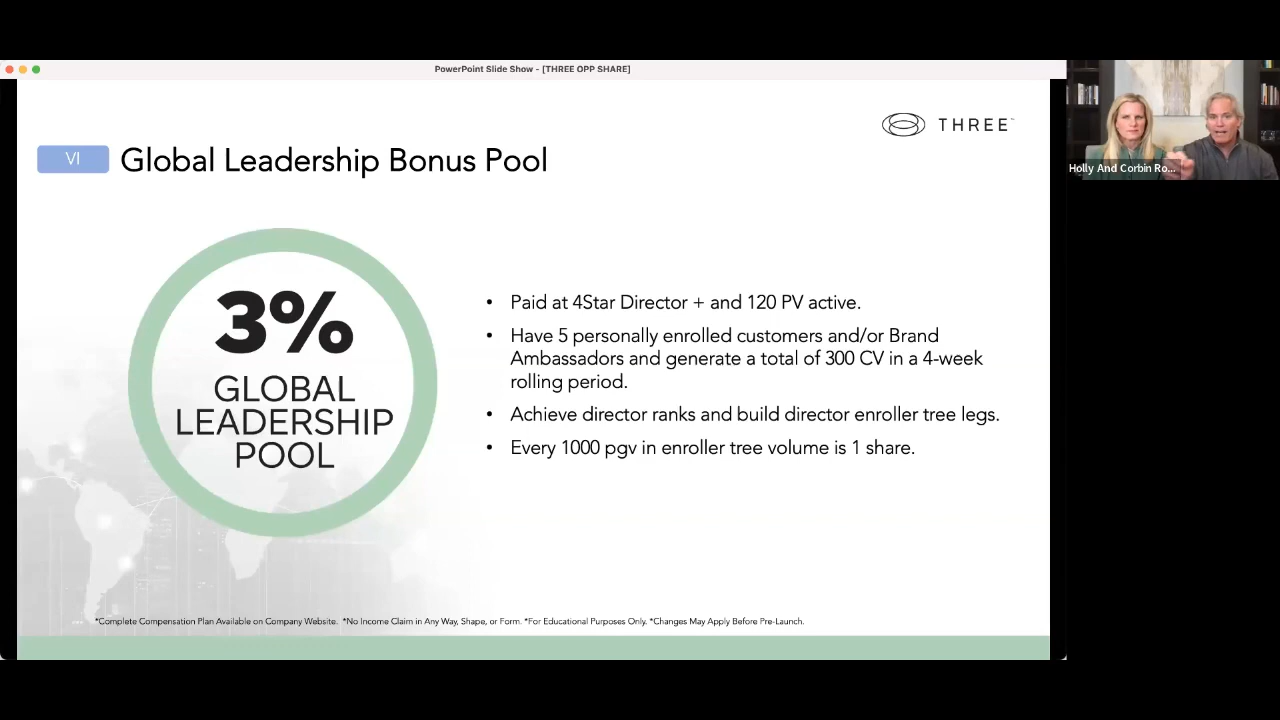 PowerPoint Slide Show - [THREE OPP SHARE]
THREE™
VI Global Leadership Bonus Pool
3%
GLOBAL
LEADERSHIP
POOL
• Paid at 4Star Director + and 120 PV active.
• Have 5 personally enrolled customers and/or Brand
Ambassadors and generate a total of 300 CV in a 4-week
rolling period.
• Achieve director ranks and build director enroller tree legs.
• Every 1000 pgv in enroller tree volume is 1 share.
*Complete Compensation Plan Available on Company Website. *No Income Claim in Any Way, Shape, or Form. *For Educational Purposes Only. *Changes May Apply Before Pre-Launch.
Holly And Corbin Ro...